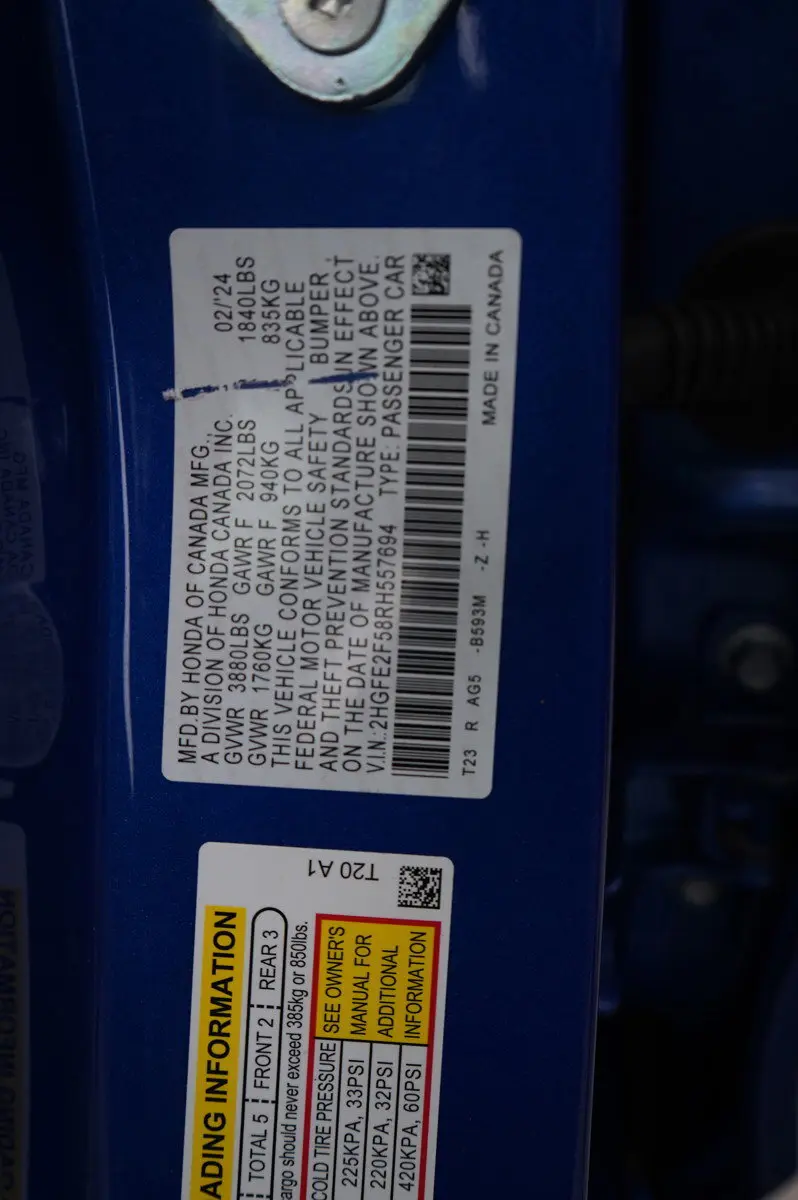 MFD.BY HONDA OF CANADA MFG.,
A DIVISION OF HONDA CANADA INC. 02/'24
GVWR 3880LBS GAWR F 2072LBS 1840LBS
GVWR 1760KG GAWR F 940KG 835KG
THIS VEHICLE CONFORMS TO ALL APPLICABLE
FEDERAL MOTOR VEHICLE SAFETY BUMPER,
AND THEFT PREVENTION STANDARDS IN EFFECT
ON THE DATE OF MANUFACTURE SHOWN ABOVE.
V.I.N.:2HGFE2F58RH557694 TYPE: PASSENGER CAR
T23 R AG5 -B593M -Z -H MADE IN CANADA
T20 A1
ADING INFORMATION
TOTAL 5 FRONT 2 REAR 3
argo should never exceed 385kg or 850lbs.
COLD TIRE PRESSURE
225KPA, 33PSI
220KPA, 32PSI
420KPA, 60PSI
SEE OWNER'S
MANUAL FOR
ADDITIONAL
INFORMATION